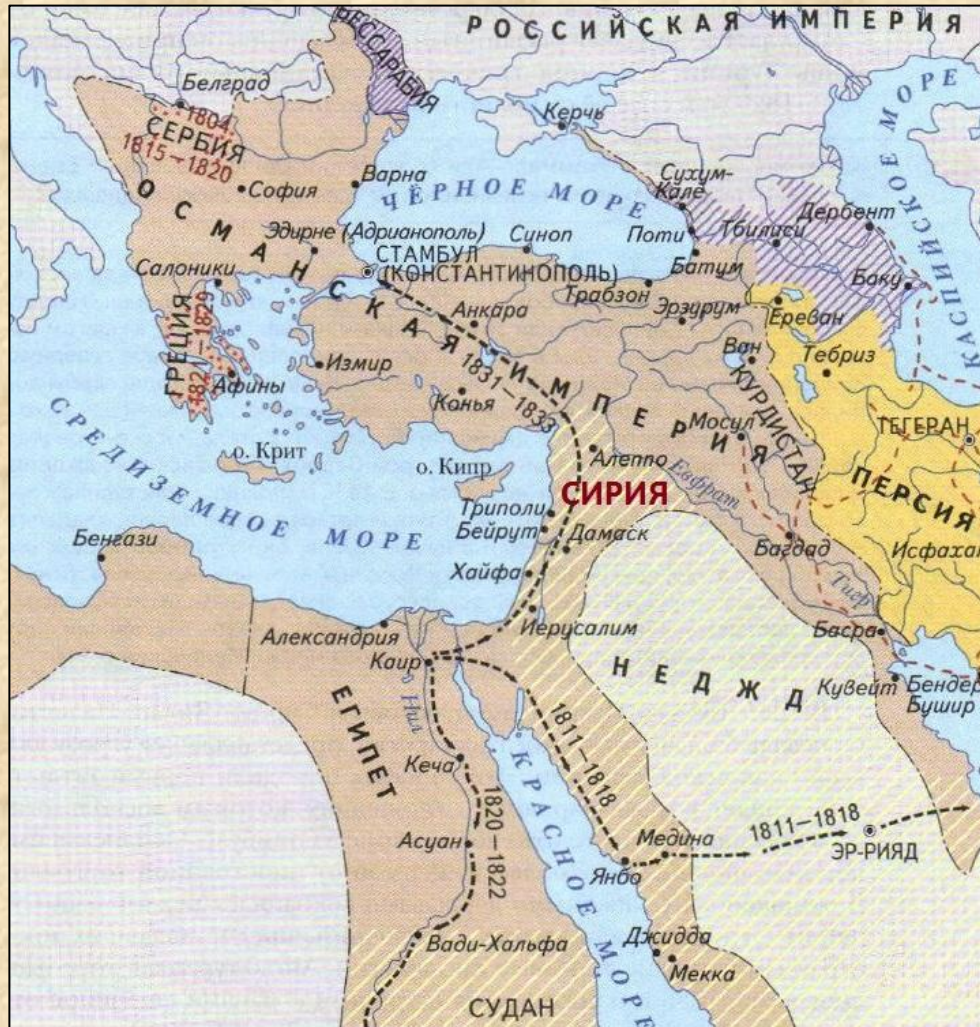 РОССИЙСКАЯ ИМПЕРИЯ
БЕССАРАБИЯ
Белград
1804
СЕРБИЯ
1815–1820
Керчь
КАСПИЙСКОЕ МОРЕ
София
Варна
ЧЁРНОЕ МОРЕ
Сухум-
Кале
Дербент
Тбилиси
Поти
Батум
Баку
ОСМАНСКАЯ ИМПЕРИЯ
Эдирне (Адрианополь)
СТАМБУЛ
(КОНСТАНТИНОПОЛЬ)
Синоп
Трабзон
Салоники
Анкара
Эрзурум
Ереван
ГРЕЦИЯ
1821–1829
Афины
Измир
1831–1833
Ван
Тебриз
КУРДИСТАН
Конья
Мосул
ТЕГЕРАН
о. Крит
о. Кипр
Алеппо
Евфрат
ПЕРСИЯ
СРЕДИЗЕМНОЕ МОРЕ
СИРИЯ
Триполи
Бейрут
Дамаск
Багдад
Исфахан
Бенгази
Хайфа
Тигр
Александрия
Иерусалим
Басра
Каир
НЕДЖД
Кувейт
Бендер
Бушир
ЕГИПЕТ
Нил
1811–1818
Кеча
КРАСНОЕ МОРЕ
1820–1822
Асуан
Медина
1811–1818
ЭР-РИЯД
Янбо
Вади-Хальфа
Джидда
Мекка
СУДАН